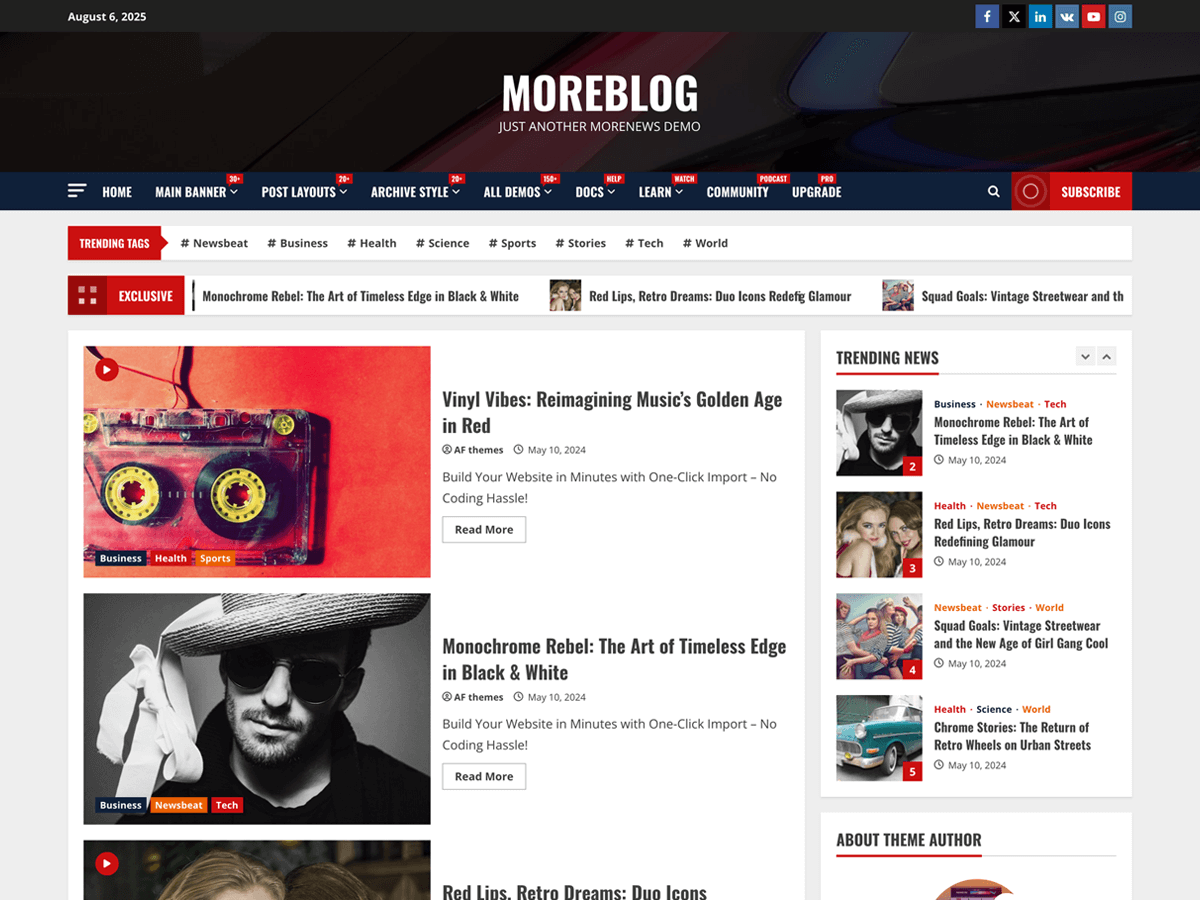 August 6, 2025
MOREBLOG
JUST ANOTHER MORENEWS DEMO
30+ 20+ 20+ 150+ HELP WATCH PODCAST PRO
HOME MAIN BANNER POST LAYOUTS ARCHIVE STYLE ALL DEMOS DOCS LEARN COMMUNITY UPGRADE SUBSCRIBE
TRENDING TAGS # Newsbeat # Business # Health # Science # Sports # Stories # Tech # World
EXCLUSIVE Monochrome Rebel: The Art of Timeless Edge in Black & White Red Lips, Retro Dreams: Duo Icons Redefig Glamour Squad Goals: Vintage Streetwear and th
Vinyl Vibes: Reimagining Music's Golden Age
in Red
AF themes May 10, 2024
Build Your Website in Minutes with One-Click Import – No
Coding Hassle!
Read More
Business Health Sports
Monochrome Rebel: The Art of Timeless Edge
in Black & White
AF themes May 10, 2024
Build Your Website in Minutes with One-Click Import – No
Coding Hassle!
Read More
Business Newsbeat Tech
Red Lips, Retro Dreams: Duo Icons
TRENDING NEWS
Business · Newsbeat · Tech
Monochrome Rebel: The Art of
Timeless Edge in Black & White
May 10, 2024
2
Health · Newsbeat · Tech
Red Lips, Retro Dreams: Duo Icons
Redefining Glamour
May 10, 2024
3
Newsbeat · Stories · World
Squad Goals: Vintage Streetwear
and the New Age of Girl Gang Cool
May 10, 2024
4
Health · Science · World
Chrome Stories: The Return of
Retro Wheels on Urban Streets
May 10, 2024
5
ABOUT THEME AUTHOR